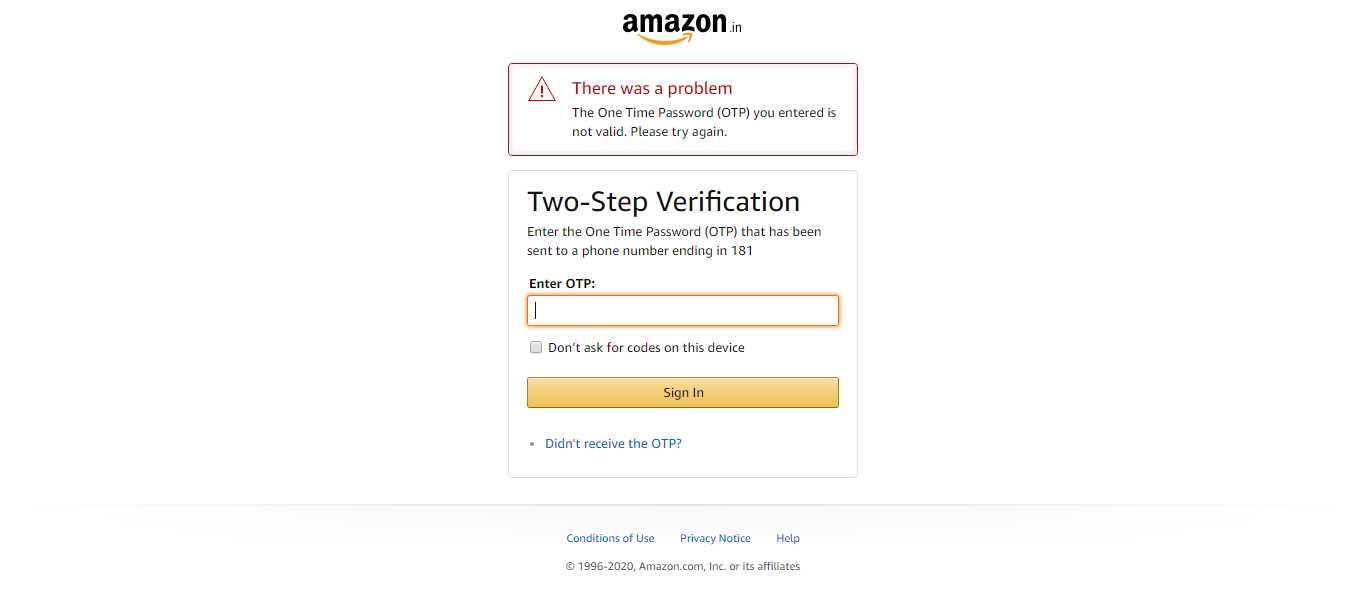 amazon.in
There was a problem
The One Time Password (OTP) you entered is
not valid. Please try again.
Two-Step Verification
Enter the One Time Password (OTP) that has been
sent to a phone number ending in 181
Enter OTP:
Don't ask for codes on this device
Sign In
Didn't receive the OTP?
Conditions of Use Privacy Notice Help
© 1996-2020, Amazon.com, Inc. or its affiliates